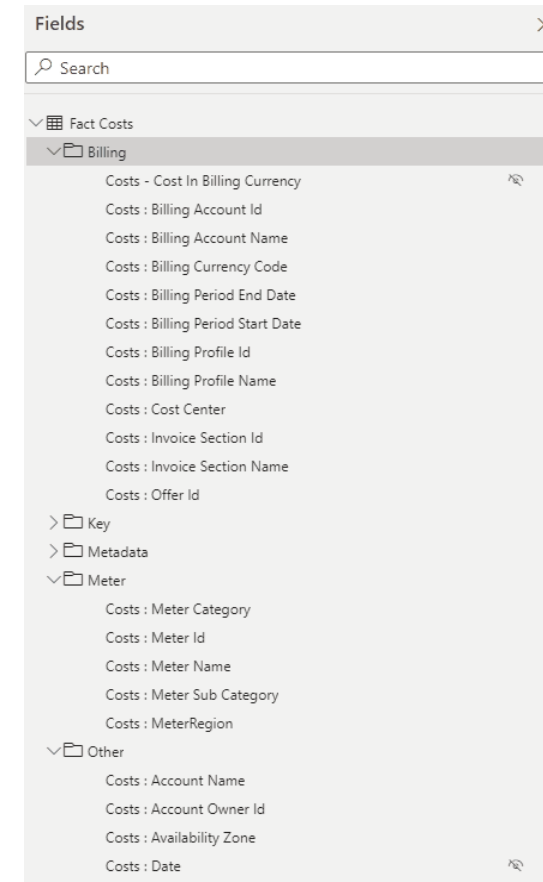 Fields
Search
Fact Costs
Billing
Costs - Cost In Billing Currency
Costs : Billing Account Id
Costs : Billing Account Name
Costs : Billing Currency Code
Costs : Billing Period End Date
Costs : Billing Period Start Date
Costs : Billing Profile Id
Costs : Billing Profile Name
Costs : Cost Center
Costs : Invoice Section Id
Costs : Invoice Section Name
Costs : Offer Id
Key
Metadata
Meter
Costs : Meter Category
Costs : Meter Id
Costs : Meter Name
Costs : Meter Sub Category
Costs : MeterRegion
Other
Costs : Account Name
Costs : Account Owner Id
Costs : Availability Zone
Costs : Date